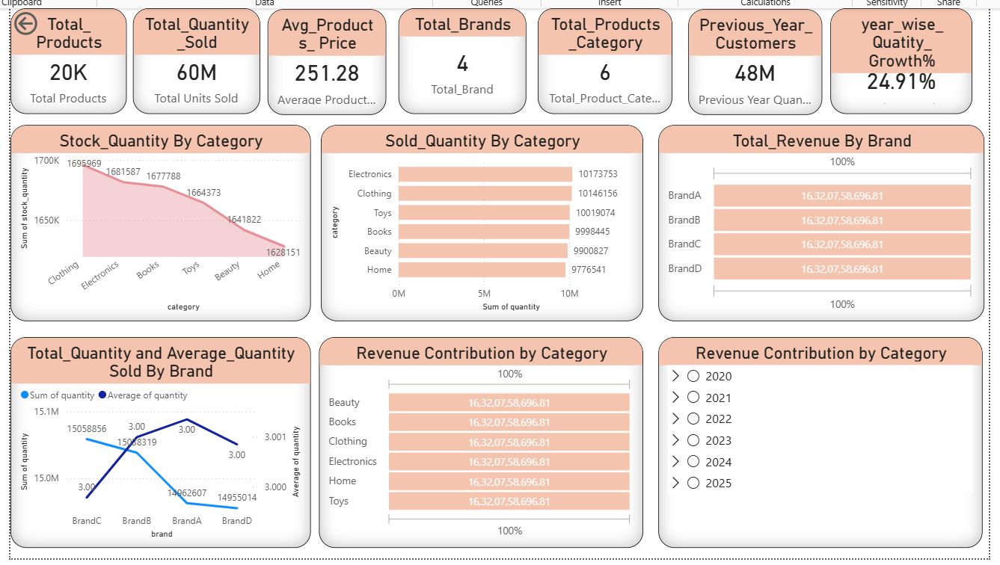 Clipboard
Data
Queries
Insert
Calculations
Sensitivity
Share
Total_
Products
20K
Total Products
Total_Quantity
_Sold
60M
Total Units Sold
Avg_Product
s_ Price
251.28
Average Product...
Total_Brands
4
Total_Brand
Total_Products
_Category
6
Total_Product_Cate...
Previous_Year_
Customers
48M
Previous Year Quan...
year_wise_
Quatity_
Growth%
24.91%
Stock_Quantity By Category
Sum of stock_quantity
1700K
1650K
1695969
1681587
1677788
1664373
1641822
1628151
Clothing
Electronics
Books
Toys
Beauty
Home
category
Sold_Quantity By Category
category
Electronics 10173753
Clothing 10146156
Toys 10019074
Books 9998445
Beauty 9900827
Home 9776541
0M 5M 10M
Sum of quantity
Total_Revenue By Brand
100%
BrandA 16,32,07,58,696.81
BrandB 16,32,07,58,696.81
BrandC 16,32,07,58,696.81
BrandD 16,32,07,58,696.81
100%
Total_Quantity and Average_Quantity
Sold By Brand
Sum of quantity Average of quantity
Sum of quantity
15.1M
15.0M
15058856
15038319
14962607
14955014
3.00
3.00
3.00
3.00
3.001
3.000
Average of quantity
BrandC BrandB BrandA BrandD
brand
Revenue Contribution by Category
100%
Beauty 16,32,07,58,696.81
Books 16,32,07,58,696.81
Clothing 16,32,07,58,696.81
Electronics 16,32,07,58,696.81
Home 16,32,07,58,696.81
Toys 16,32,07,58,696.81
100%
Revenue Contribution by Category
2020
2021
2022
2023
2024
2025